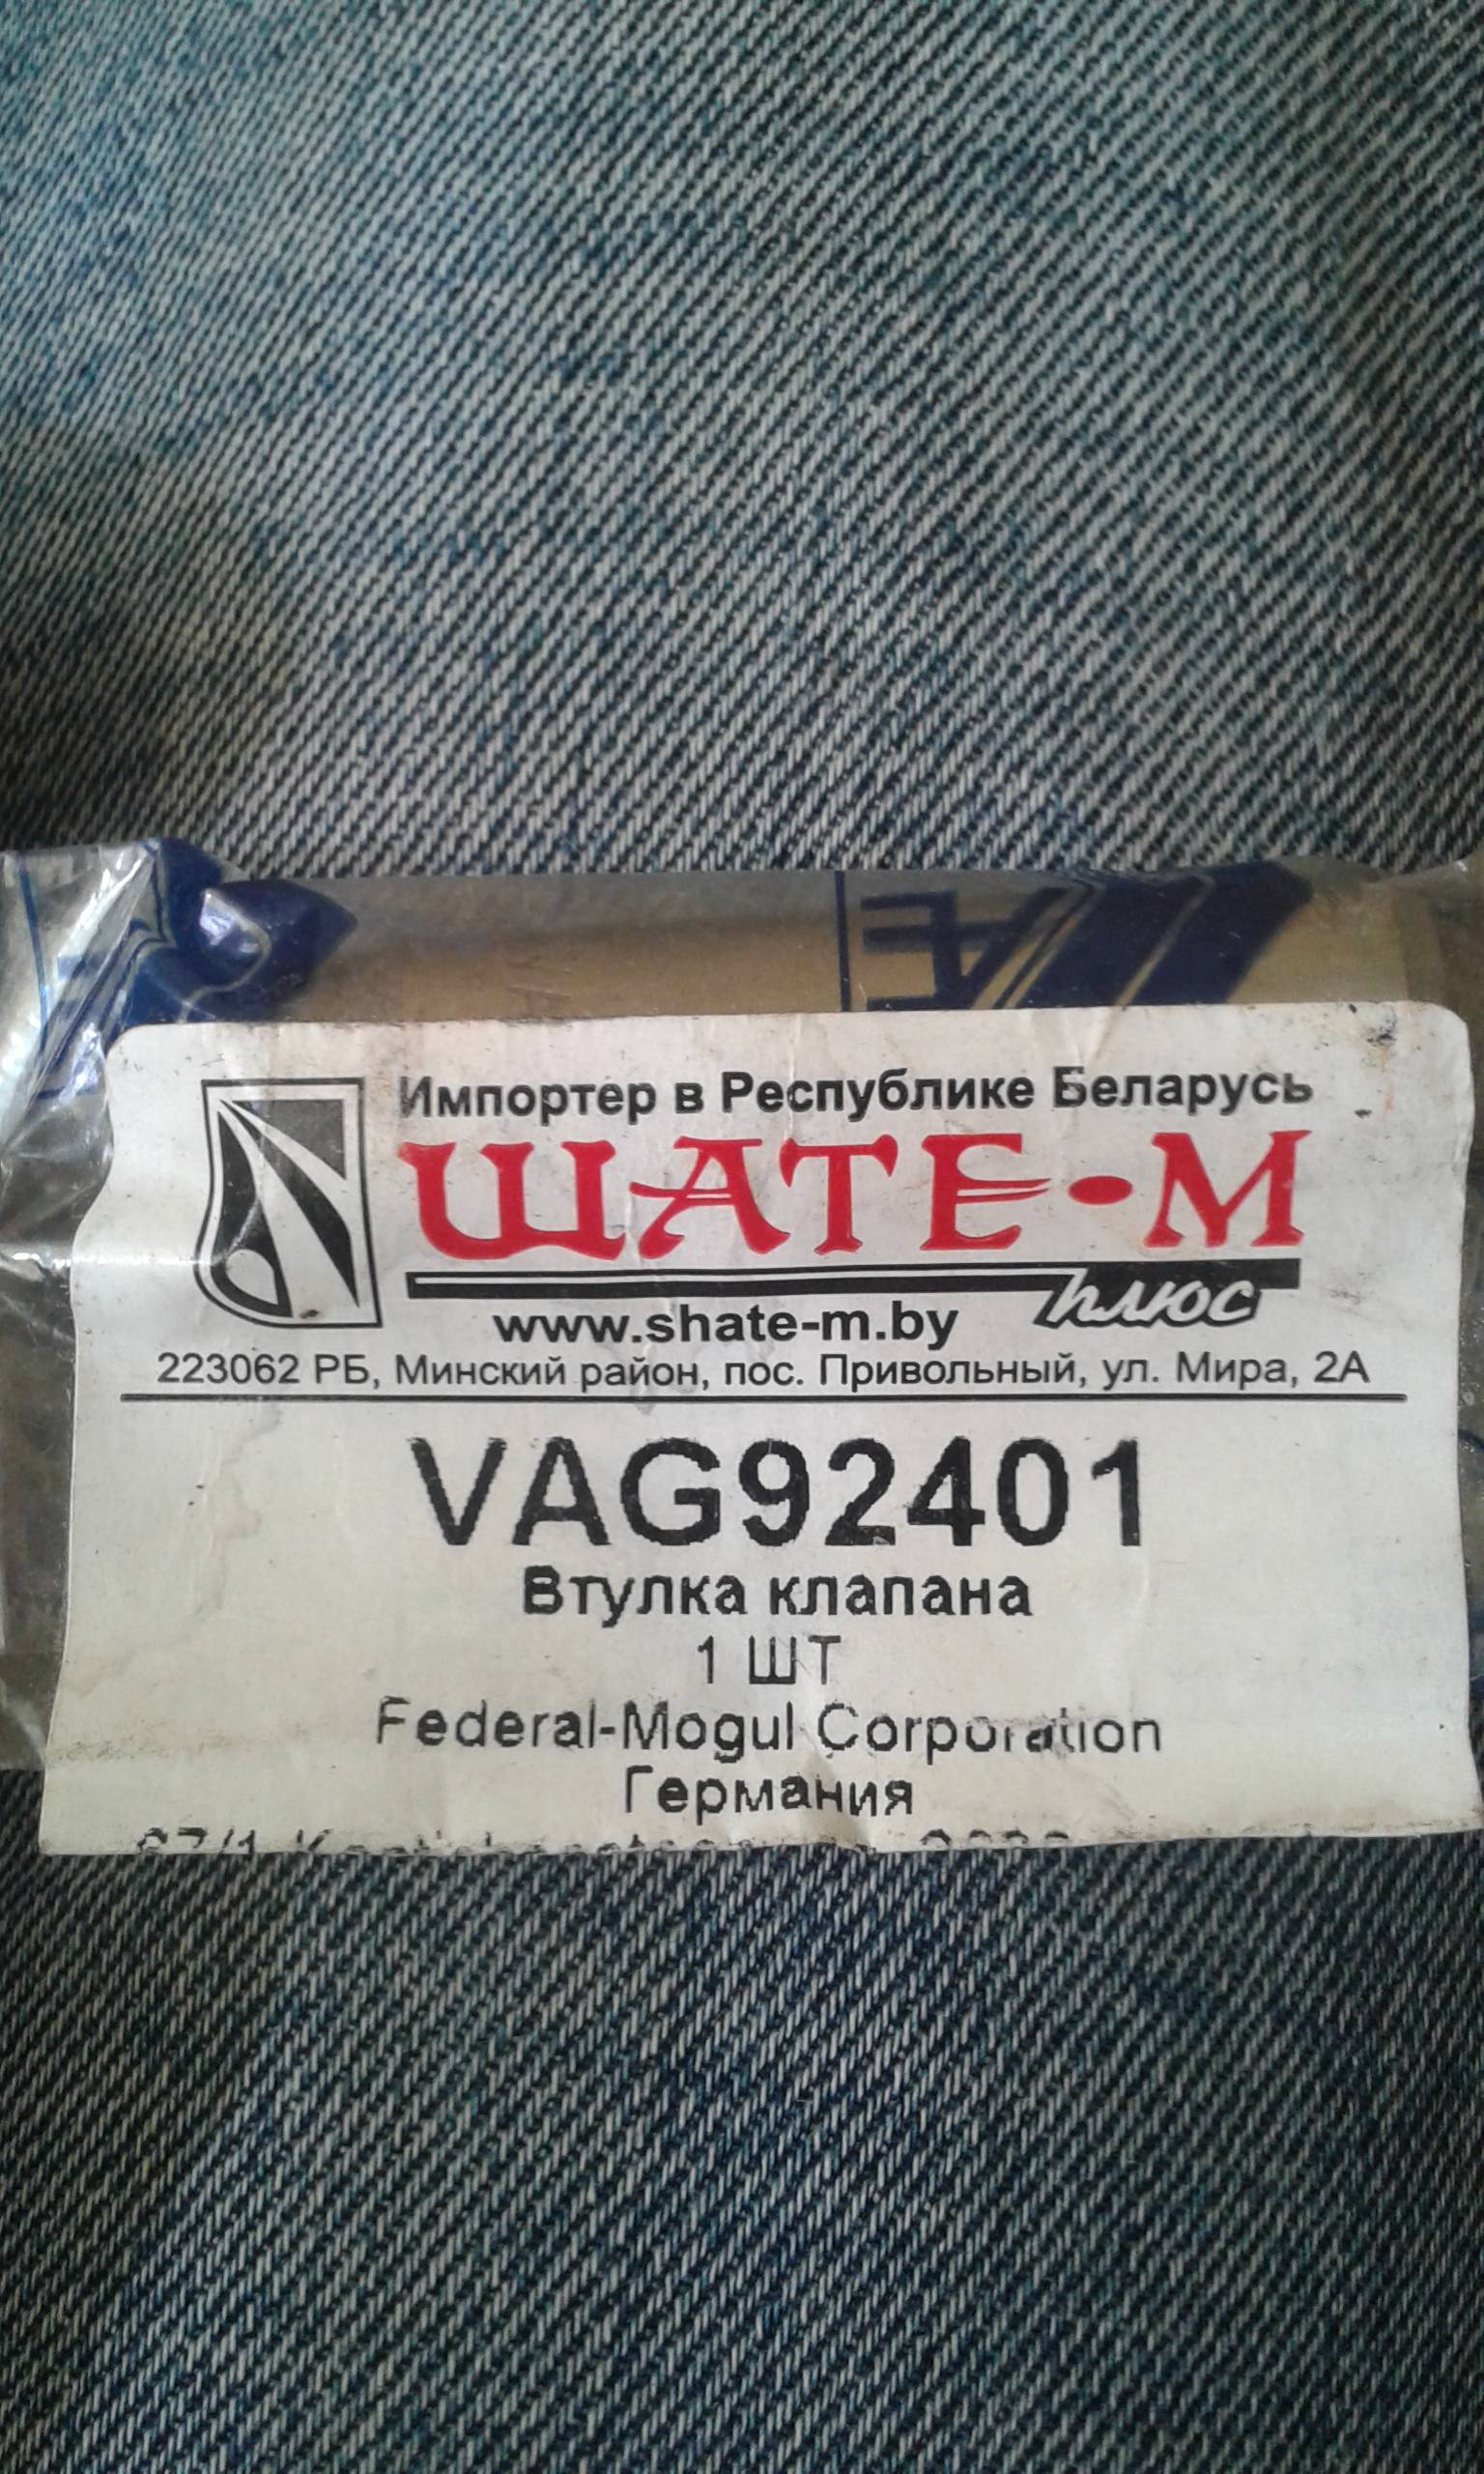 AE
Импортер в Республике Беларусь
ШАТЕ-М
плюс
www.shate-m.by
223062 РБ, Минский район, пос. Привольный, ул. Мира, 2А
VAG92401
Втулка клапана
1 ШТ
Federal-Mogul Corporation
Германия